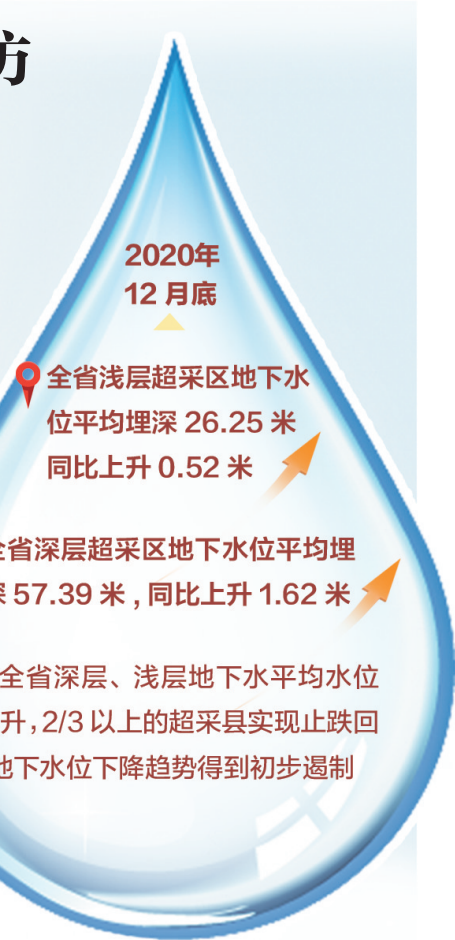 方
2020年
12 月底
全省浅层超采区地下水
位平均埋深 26.25 米
同比上升 0.52 米
全省深层超采区地下水位平均埋
深 57.39 米，同比上升 1.62 米
全省深层、浅层地下水平均水位
升，2/3 以上的超采县实现止跌回
地下水位下降趋势得到初步遏制